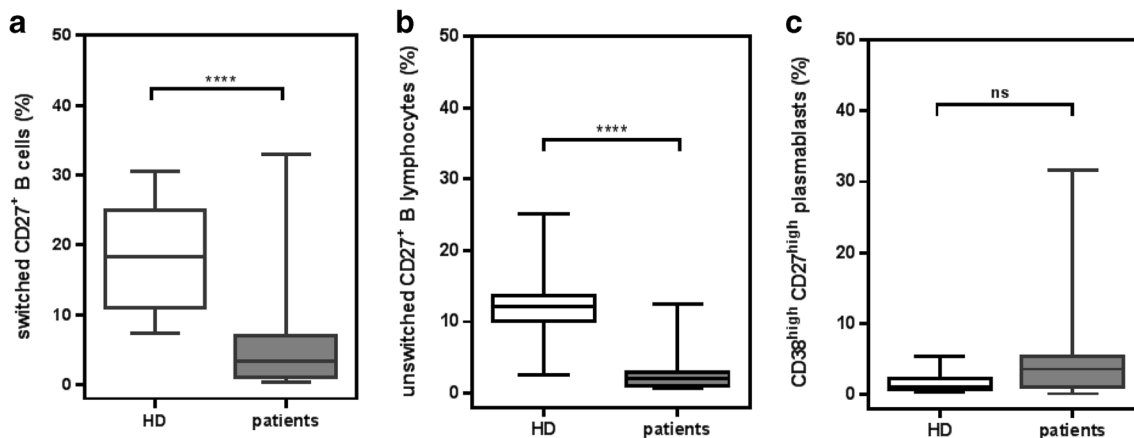 a
switched CD27⁺ B cells (%)
50
40
30
20
10
0
****
HD
patients
b
unswitched CD27⁺ B lymphocytes (%)
50
40
30
20
10
0
****
HD
patients
c
CD38ʰⁱᵍʰ CD27ʰⁱᵍʰ plasmablasts (%)
50
40
30
20
10
0
ns
HD
patients